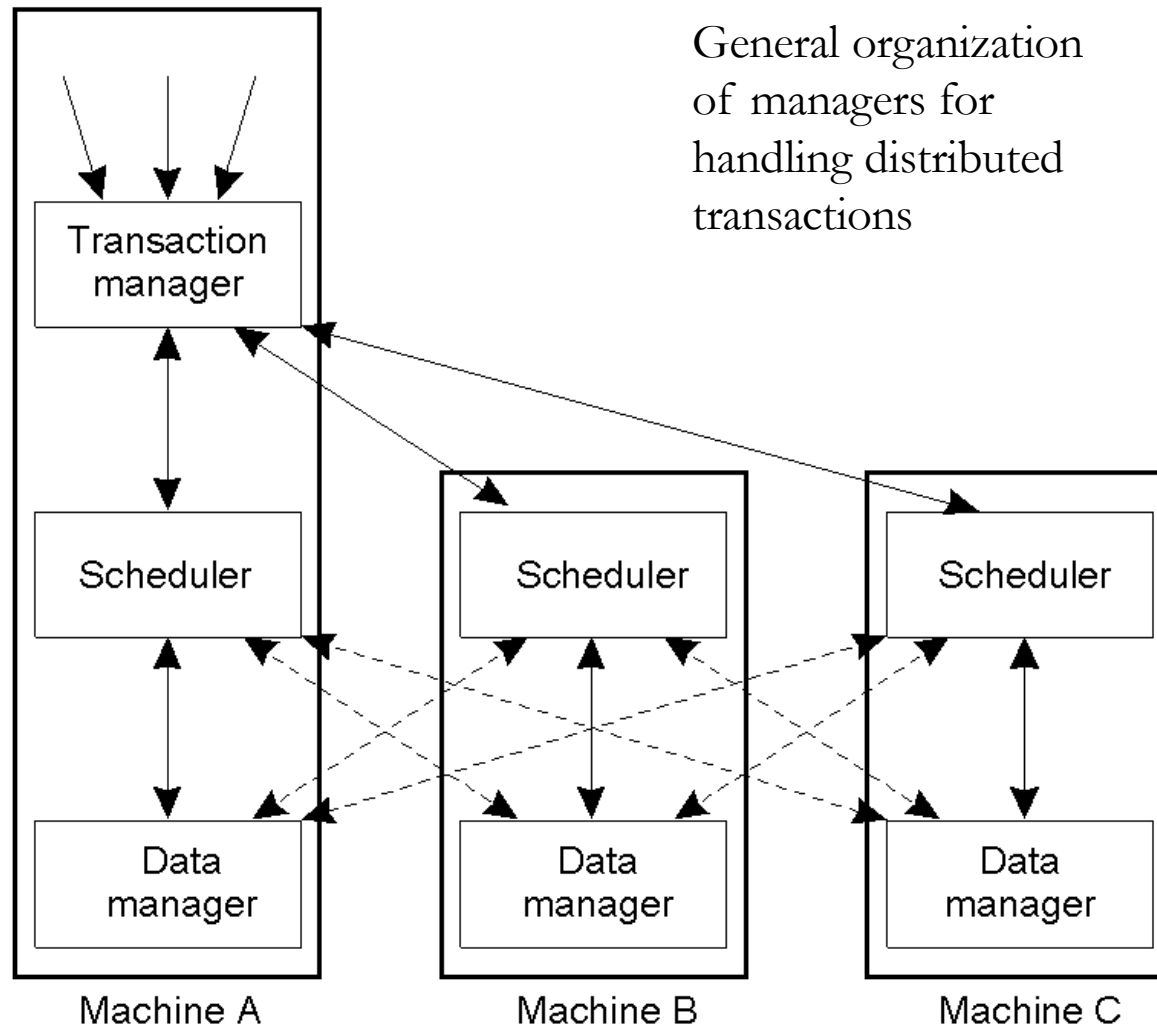 General organization
of managers for
handling distributed
transactions
Transaction
manager
Scheduler
Scheduler
Scheduler
Data
manager
Data
manager
Data
manager
Machine A
Machine B
Machine C